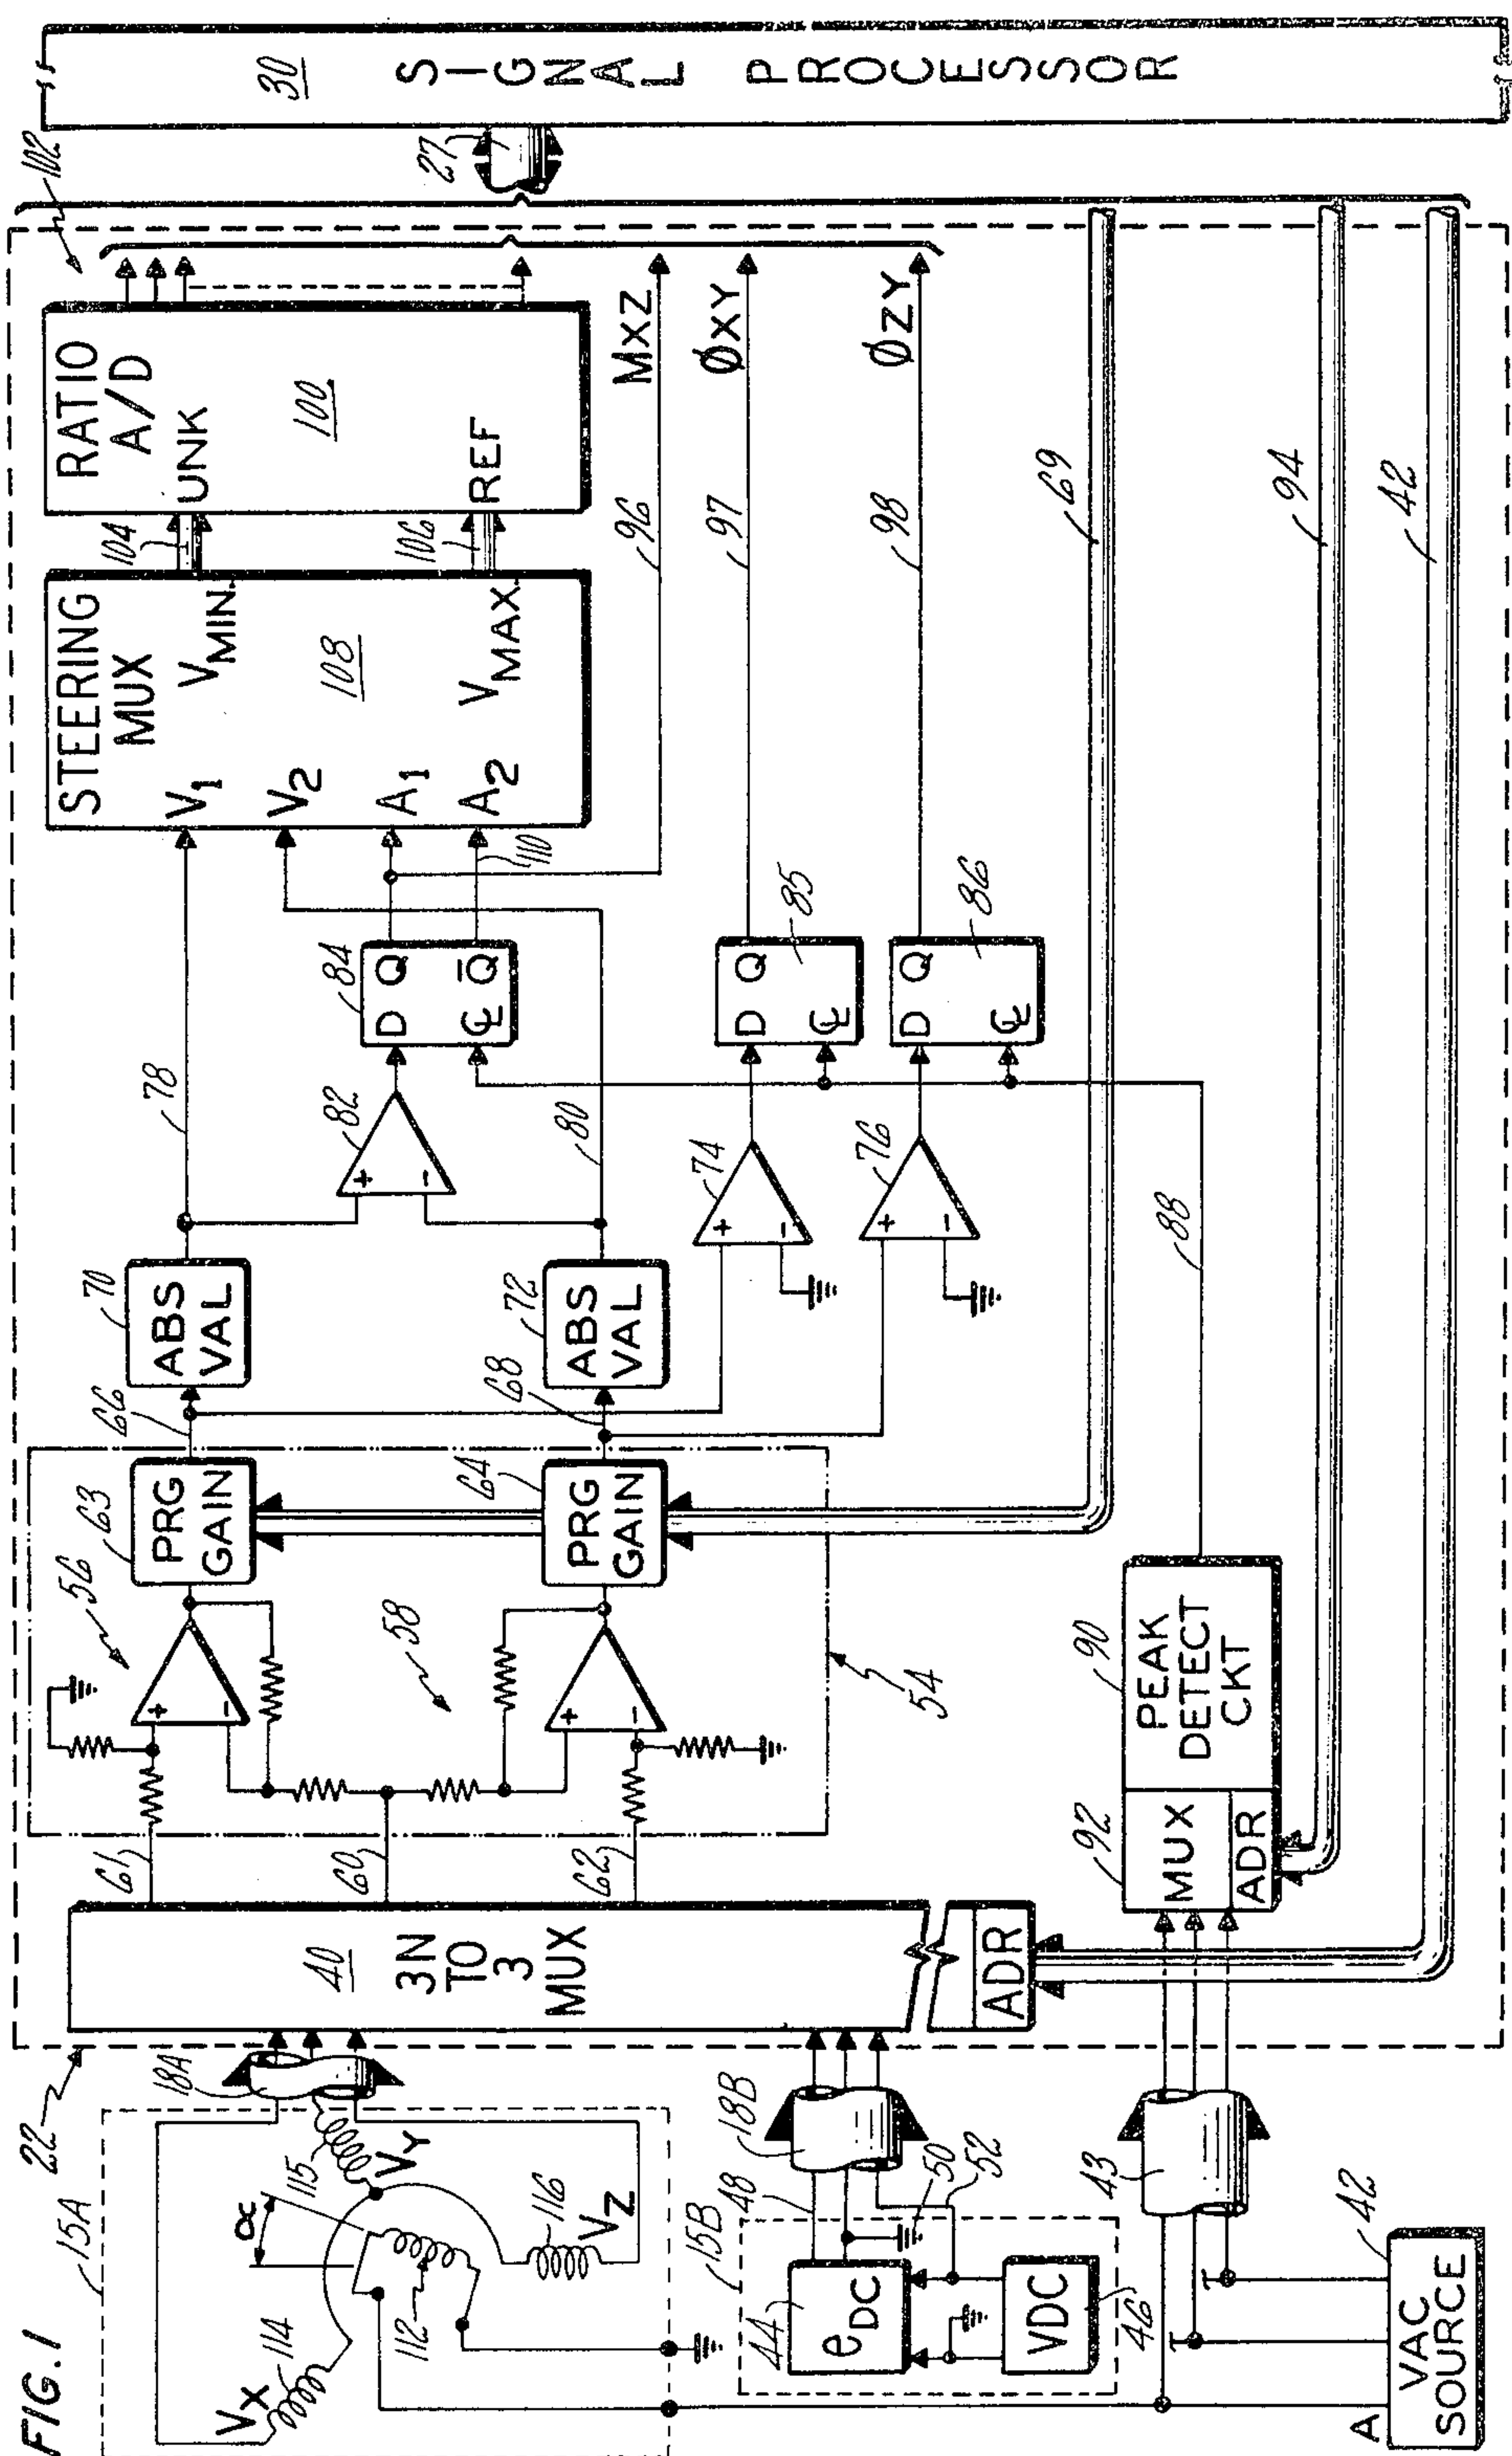 FIG. 1
22
15A
18A
α
115
VY
VX
114
112
116
VZ
15B
48
18B
50
52
44
eDC
VDC
46
43
42
A
VAC
SOURCE
40
3N
TO
3
MUX
ADR
61
60
62
56
58
54
63
PRG
GAIN
64
PRG
GAIN
92
MUX
ADR
90
PEAK
DETECT
CKT
66
68
70
ABS
VAL
72
ABS
VAL
78
80
82
+
-
74
+
-
76
+
-
+
-
+
-
88
84
D Q
CL Q̄
85
D Q
CL
86
D Q
CL
110
STEERING
MUX
V1
VMIN.
V2
108
A1
A2
VMAX.
104
106
RATIO
A/D
UNK
100
REF
102
MXZ
96
ØXY
97
ØZY
98
69
94
42
27
30
SIGNAL PROCESSOR